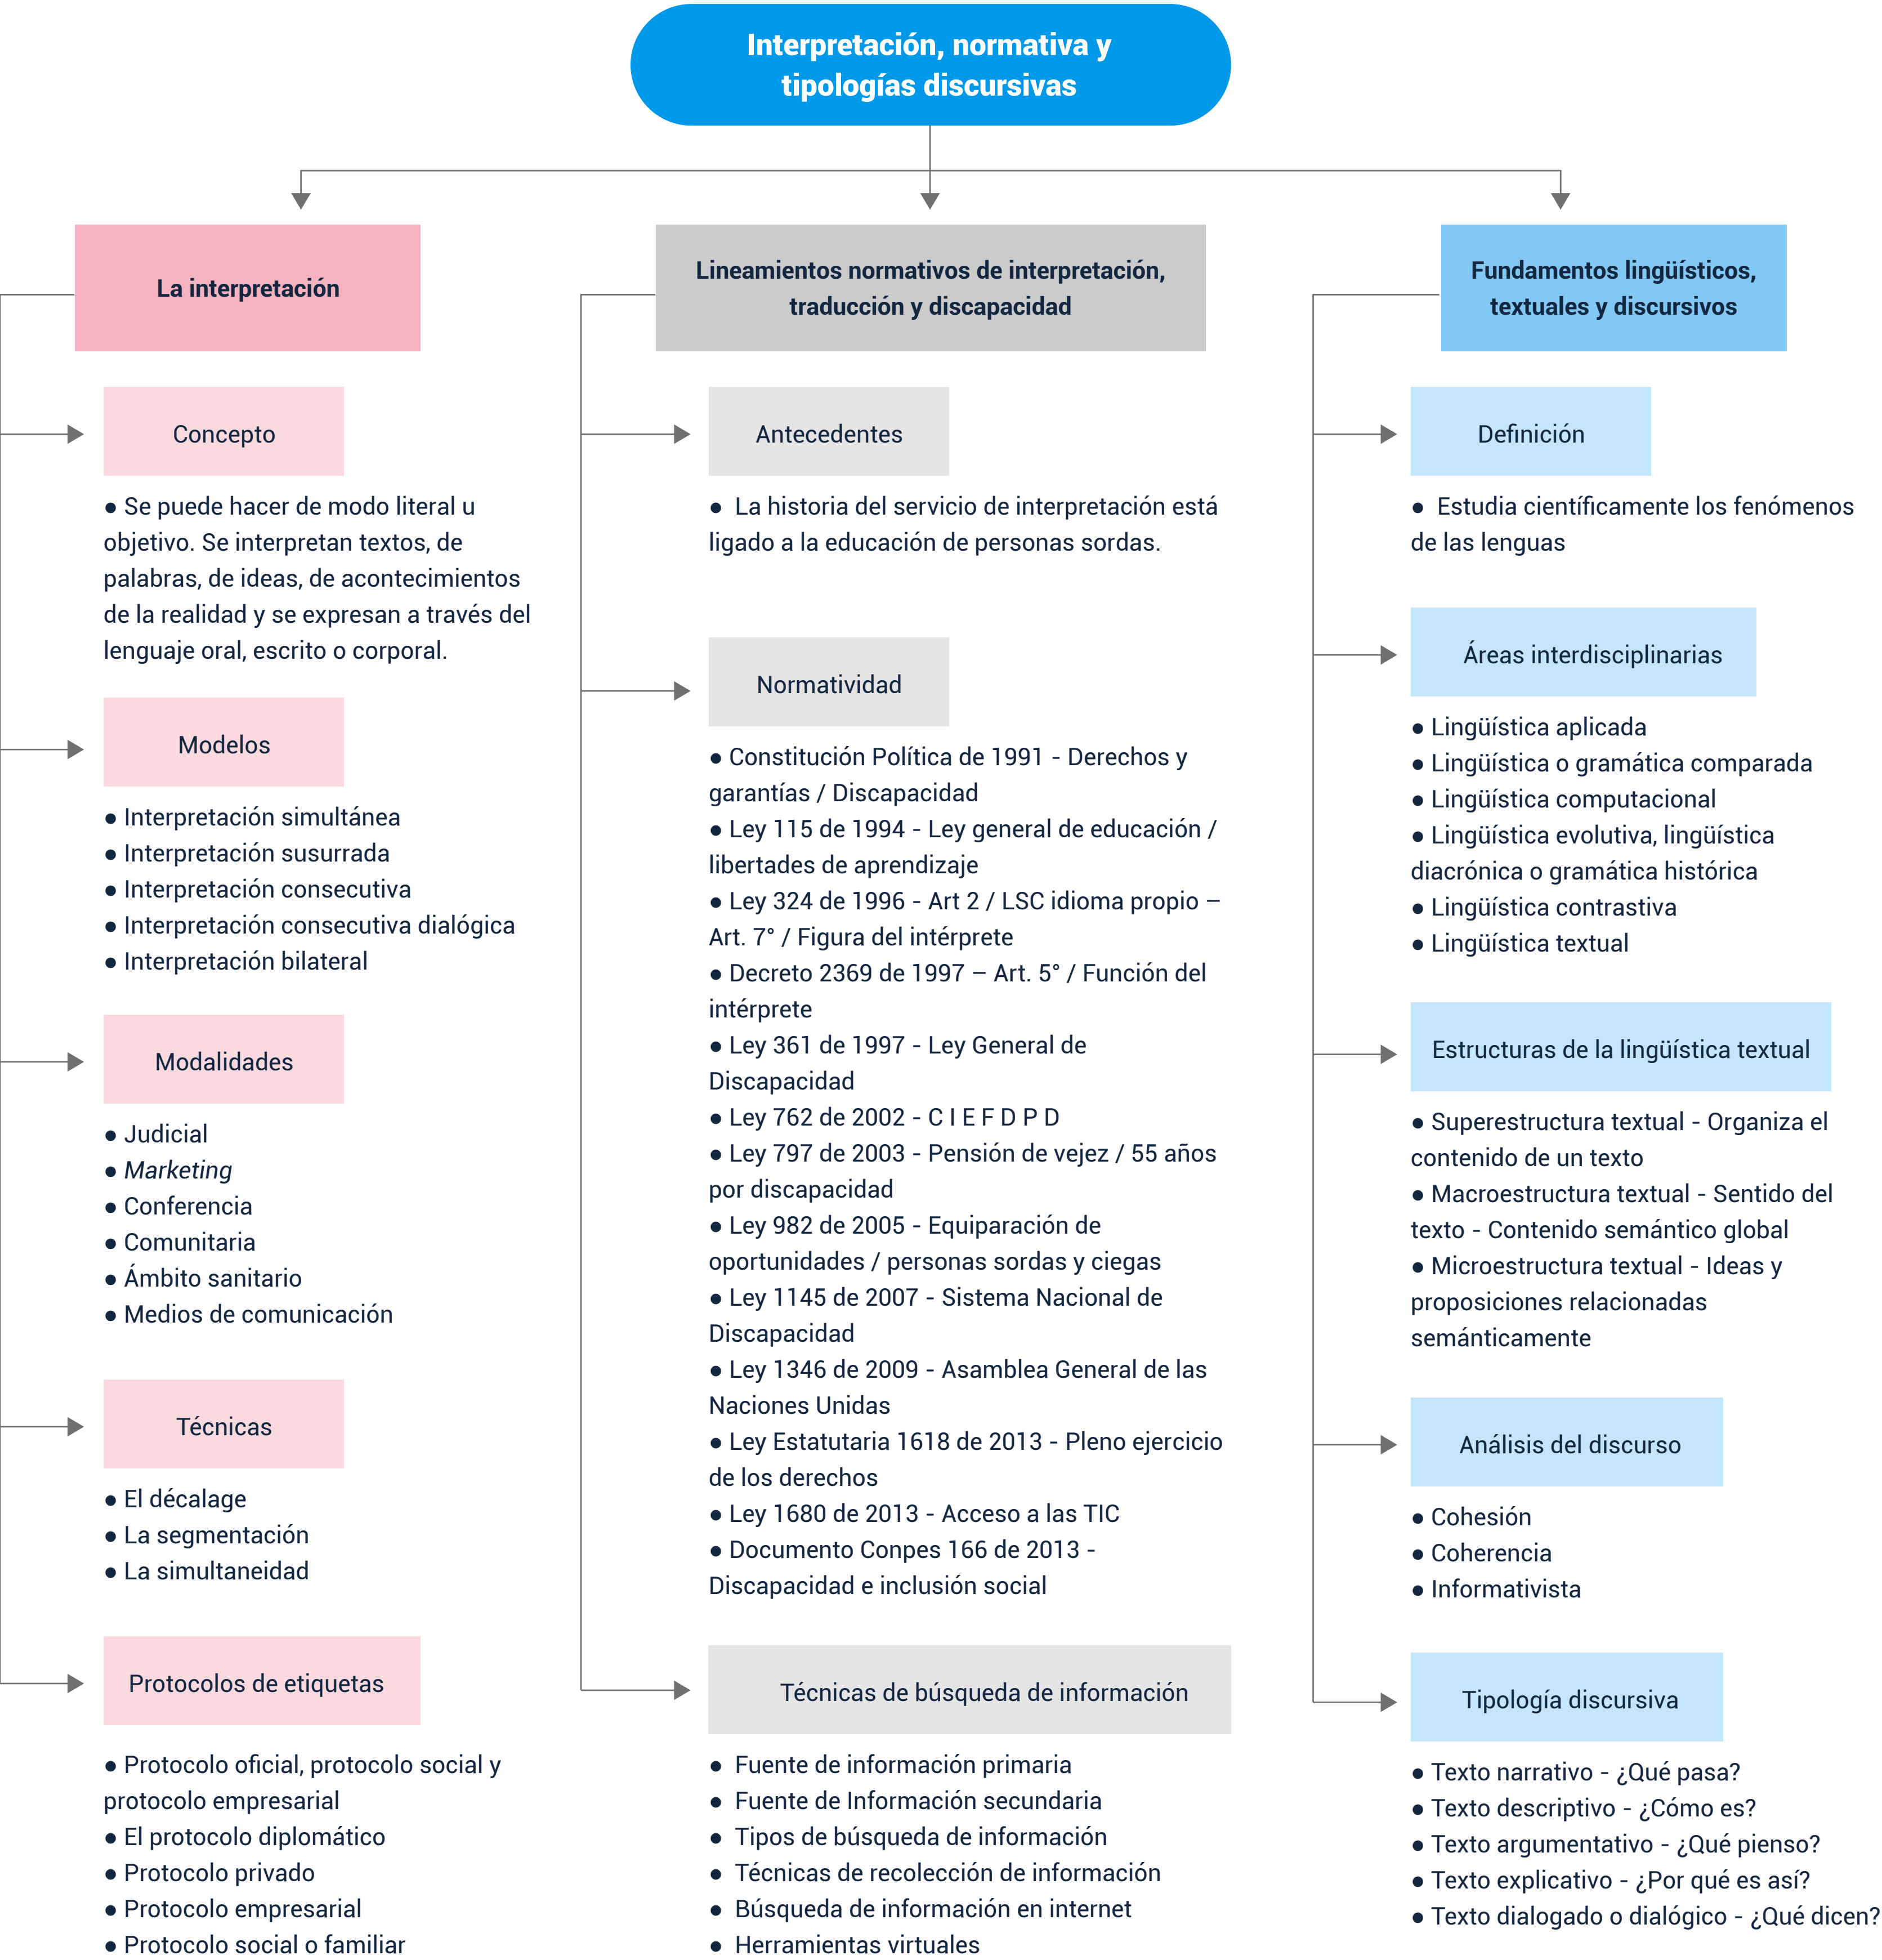 Interpretación, normativa y
tipologías discursivas
La interpretación
Concepto
● Se puede hacer de modo literal u
objetivo. Se interpretan textos, de
palabras, de ideas, de acontecimientos
de la realidad y se expresan a través del
lenguaje oral, escrito o corporal.
Modelos
● Interpretación simultánea
● Interpretación susurrada
● Interpretación consecutiva
● Interpretación consecutiva dialógica
● Interpretación bilateral
Modalidades
● Judicial
● Marketing
● Conferencia
● Comunitaria
● Ámbito sanitario
● Medios de comunicación
Técnicas
● El décalage
● La segmentación
● La simultaneidad
Protocolos de etiquetas
● Protocolo oficial, protocolo social y
protocolo empresarial
● El protocolo diplomático
● Protocolo privado
● Protocolo empresarial
● Protocolo social o familiar
Lineamientos normativos de interpretación,
traducción y discapacidad
Antecedentes
● La historia del servicio de interpretación está
ligado a la educación de personas sordas.
Normatividad
● Constitución Política de 1991 - Derechos y
garantías / Discapacidad
● Ley 115 de 1994 - Ley general de educación /
libertades de aprendizaje
● Ley 324 de 1996 - Art 2 / LSC idioma propio –
Art. 7° / Figura del intérprete
● Decreto 2369 de 1997 – Art. 5° / Función del
intérprete
● Ley 361 de 1997 - Ley General de
Discapacidad
● Ley 762 de 2002 - C I E F D P D
● Ley 797 de 2003 - Pensión de vejez / 55 años
por discapacidad
● Ley 982 de 2005 - Equiparación de
oportunidades / personas sordas y ciegas
● Ley 1145 de 2007 - Sistema Nacional de
Discapacidad
● Ley 1346 de 2009 - Asamblea General de las
Naciones Unidas
● Ley Estatutaria 1618 de 2013 - Pleno ejercicio
de los derechos
● Ley 1680 de 2013 - Acceso a las TIC
● Documento Conpes 166 de 2013 -
Discapacidad e inclusión social
Técnicas de búsqueda de información
● Fuente de información primaria
● Fuente de Información secundaria
● Tipos de búsqueda de información
● Técnicas de recolección de información
● Búsqueda de información en internet
● Herramientas virtuales
Fundamentos lingüísticos,
textuales y discursivos
Definición
● Estudia científicamente los fenómenos
de las lenguas
Áreas interdisciplinarias
● Lingüística aplicada
● Lingüística o gramática comparada
● Lingüística computacional
● Lingüística evolutiva, lingüística
diacrónica o gramática histórica
● Lingüística contrastiva
● Lingüística textual
Estructuras de la lingüística textual
● Superestructura textual - Organiza el
contenido de un texto
● Macroestructura textual - Sentido del
texto - Contenido semántico global
● Microestructura textual - Ideas y
proposiciones relacionadas
semánticamente
Análisis del discurso
● Cohesión
● Coherencia
● Informativista
Tipología discursiva
● Texto narrativo - ¿Qué pasa?
● Texto descriptivo - ¿Cómo es?
● Texto argumentativo - ¿Qué pienso?
● Texto explicativo - ¿Por qué es así?
● Texto dialogado o dialógico - ¿Qué dicen?